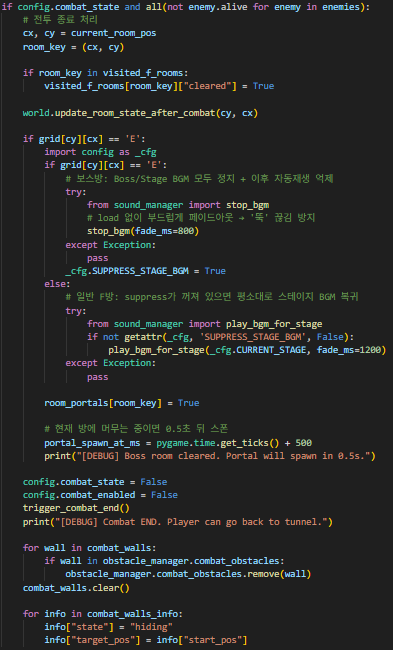 if config.combat_state and all(not enemy.alive for enemy in enemies):
    # 전투 종료 처리
    cx, cy = current_room_pos
    room_key = (cx, cy)

    if room_key in visited_f_rooms:
        visited_f_rooms[room_key]["cleared"] = True

    world.update_room_state_after_combat(cy, cx)

    if grid[cy][cx] == 'E':
        import config as _cfg
        if grid[cy][cx] == 'E':
            # 보스방: Boss/Stage BGM 모두 정지 + 이후 자동재생 억제
            try:
                from sound_manager import stop_bgm
                # load 없이 부드럽게 페이드아웃 → '뚝' 끊김 방지
                stop_bgm(fade_ms=800)
            except Exception:
                pass
            _cfg.SUPPRESS_STAGE_BGM = True
        else:
            # 일반 F방: suppress가 꺼져 있으면 평소대로 스테이지 BGM 복귀
            try:
                from sound_manager import play_bgm_for_stage
                if not getattr(_cfg, 'SUPPRESS_STAGE_BGM', False):
                    play_bgm_for_stage(_cfg.CURRENT_STAGE, fade_ms=1200)
            except Exception:
                pass

        room_portals[room_key] = True

        # 현재 방에 머무는 중이면 0.5초 뒤 스폰
        portal_spawn_at_ms = pygame.time.get_ticks() + 500
        print("[DEBUG] Boss room cleared. Portal will spawn in 0.5s.")

    config.combat_state = False
    config.combat_enabled = False
    trigger_combat_end()
    print("[DEBUG] Combat END. Player can go back to tunnel.")

    for wall in combat_walls:
        if wall in obstacle_manager.combat_obstacles:
            obstacle_manager.combat_obstacles.remove(wall)
    combat_walls.clear()

    for info in combat_walls_info:
        info["state"] = "hiding"
        info["target_pos"] = info["start_pos"]